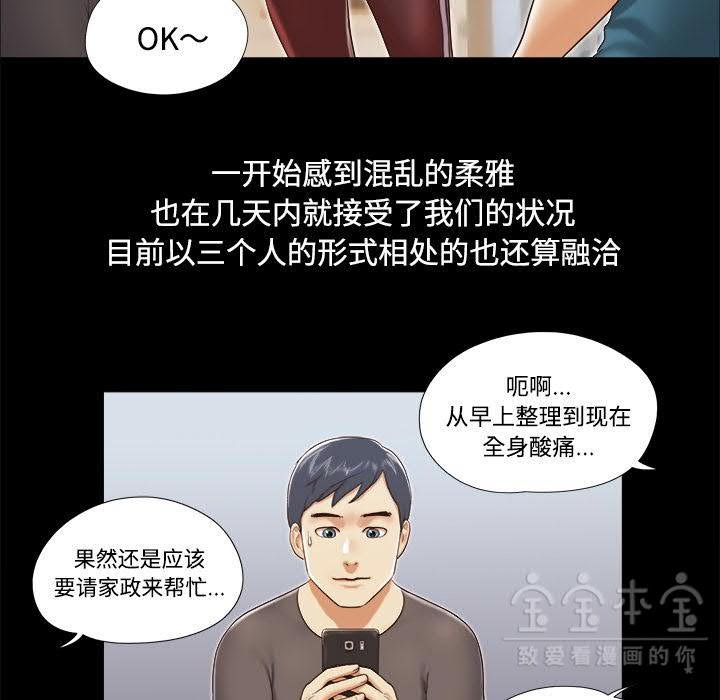 OK～
一开始感到混乱的柔雅
也在几天内就接受了我们的状况
目前以三个人的形式相处的也还算融洽
呃啊...
从早上整理到现在
全身酸痛...
果然还是应该
要请家政来帮忙...
宝宝本宝
致爱看漫画的你